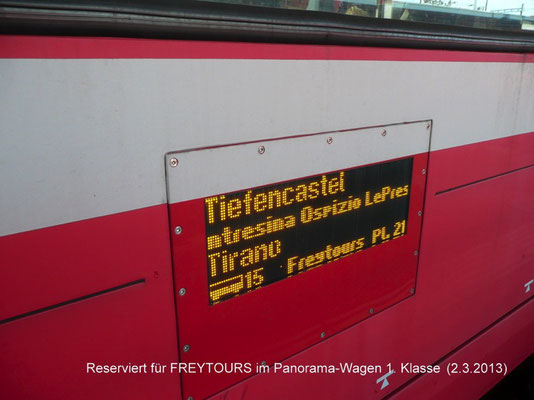 Tiefencastel
ntresina Ospizio LePres
Tirano
15 Freytours Pl. 21
Reserviert für FREYTOURS im Panorama-Wagen 1. Klasse (2.3.2013)